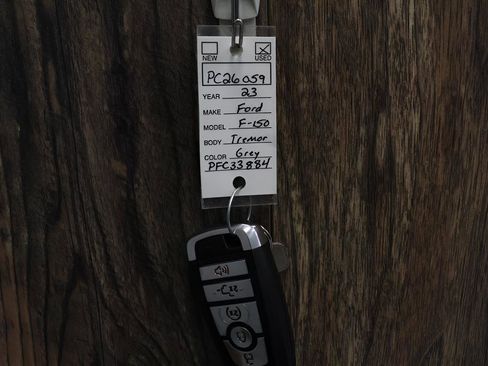 NEW USED
PC26059
YEAR 23
MAKE Ford
MODEL F-150
BODY Tremor
COLOR Grey
PFC33884